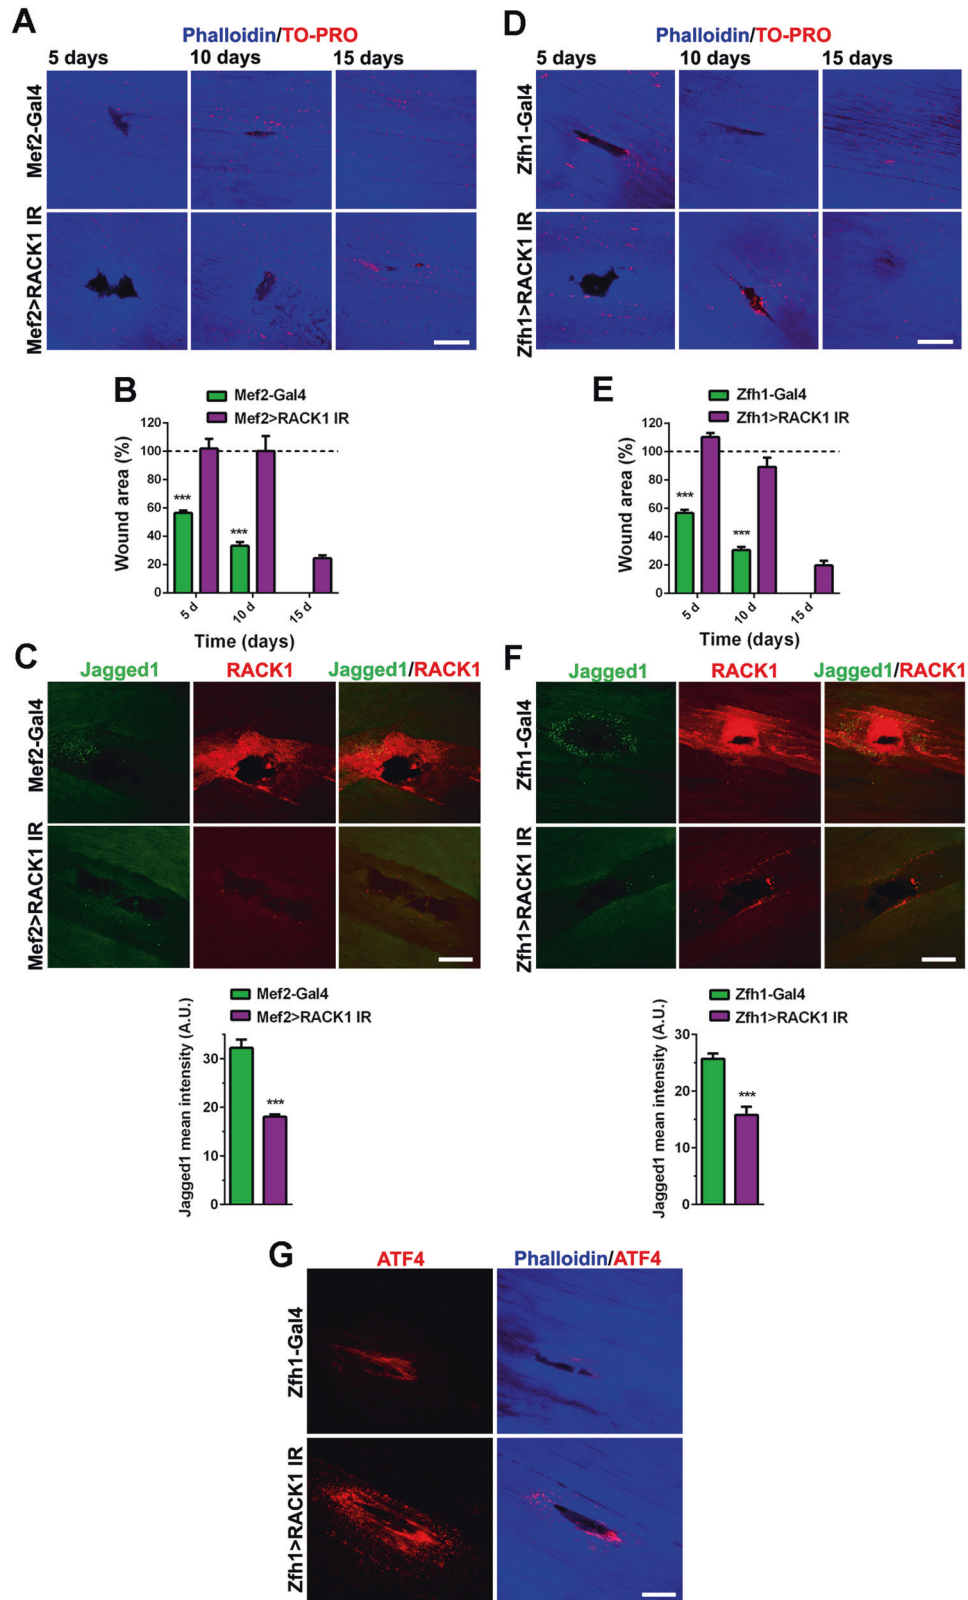 A
Phalloidin/TO-PRO
5 days 10 days 15 days
Mef2-Gal4
Mef2>RACK1 IR
D
Phalloidin/TO-PRO
5 days 10 days 15 days
Zfh1-Gal4
Zfh1>RACK1 IR
B
Mef2-Gal4
Mef2>RACK1 IR
Wound area (%)
120
100
80
60
40
20
0
***
***
5 d 10 d 15 d
Time (days)
E
Zfh1-Gal4
Zfh1>RACK1 IR
Wound area (%)
120
100
80
60
40
20
0
***
***
5 d 10 d 15 d
Time (days)
C
Jagged1 RACK1 Jagged1/RACK1
Mef2-Gal4
Mef2>RACK1 IR
Mef2-Gal4
Mef2>RACK1 IR
Jagged1 mean intensity (A.U.)
30
20
10
0
***
F
Jagged1 RACK1 Jagged1/RACK1
Zfh1-Gal4
Zfh1>RACK1 IR
Zfh1-Gal4
Zfh1>RACK1 IR
Jagged1 mean intensity (A.U.)
30
20
10
0
***
G
ATF4 Phalloidin/ATF4
Zfh1-Gal4
Zfh1>RACK1 IR